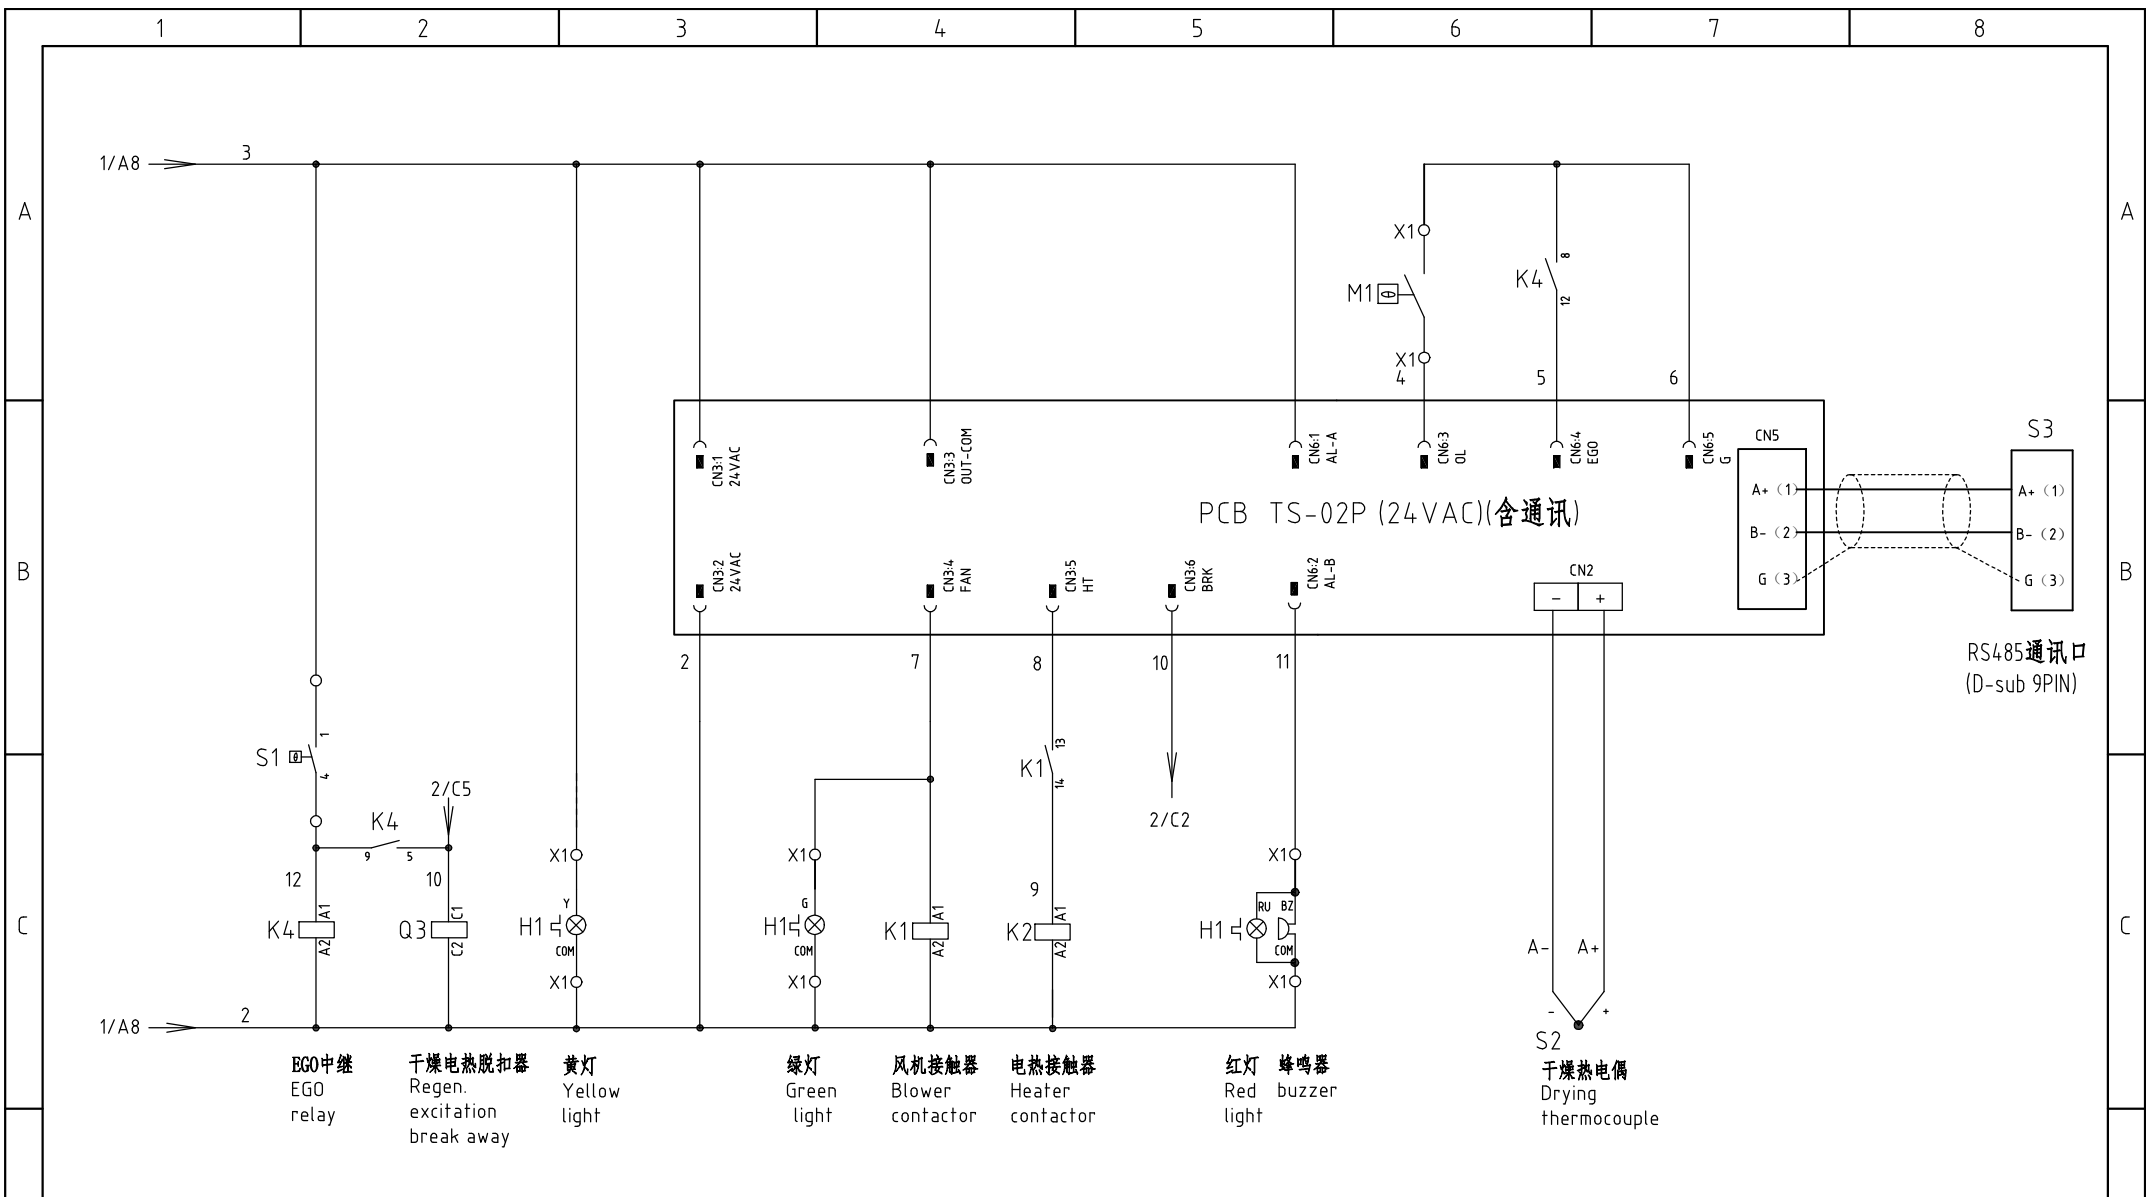 1 2 3 4 5 6 7 8
1/A8
3
A
A
X1
M1
θ
K4
8
12
X1
4
5
6
CN3:1
24VAC
CN3:3
OUT-COM
CN6:1
AL-A
CN6:3
OL
CN6:4
EGO
CN6:5
G
CN5
A+ (1)
B- (2)
G (3)
S3
A+ (1)
B- (2)
G (3)
PCB TS-02P (24VAC)(含通讯)
B
B
CN3:2
24VAC
CN3:4
FAN
CN3:5
HT
CN3:6
BRK
CN6:2
AL-B
CN2
- +
RS485通讯口
(D-sub 9PIN)
2
7
8
10
11
S1
θ
1
4
K1
13
14
2/C5
2/C2
K4
9
5
12
10
9
X1
X1
X1
C
C
K4
A1
A2
Q3
C1
C2
H1
Y
COM
H1
G
COM
K1
A1
A2
K2
A1
A2
H1
RU
BZ
COM
A-
A+
X1
X1
X1
1/A8
2
-
+
S2
EGO中继
EGO
relay
干燥电热脱扣器
Regen.
excitation
break away
黄灯
Yellow
light
绿灯
Green
light
风机接触器
Blower
contactor
电热接触器
Heater
contactor
红灯
Red
light
蜂鸣器
buzzer
干燥热电偶
Drying
thermocouple